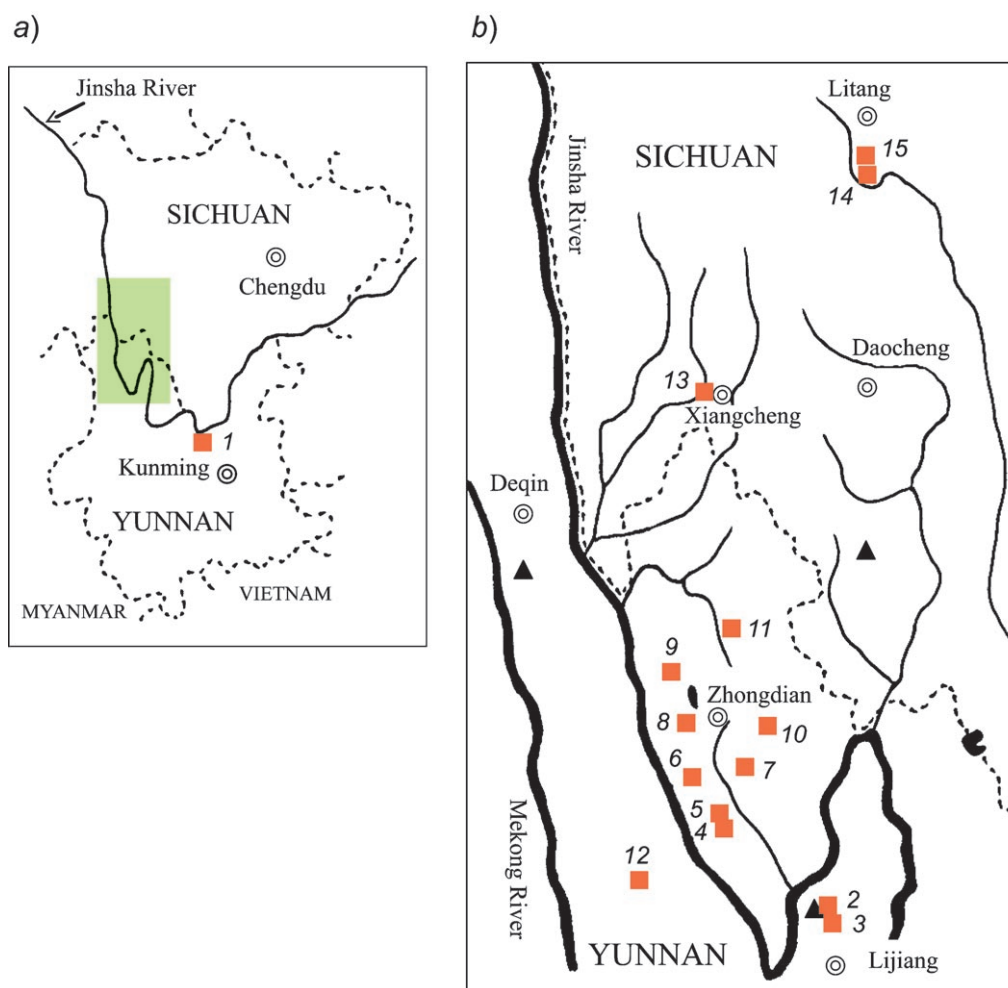 a)
Jinsha River
SICHUAN
Chengdu
1
Kunming
YUNNAN
VIETNAM
MYANMAR
b)
Litang
Jinsha River
SICHUAN
15
14
Daocheng
13
Xiangcheng
Deqin
11
9
Zhongdian
8
10
6
7
5
4
Mekong River
12
2
3
YUNNAN
Lijiang